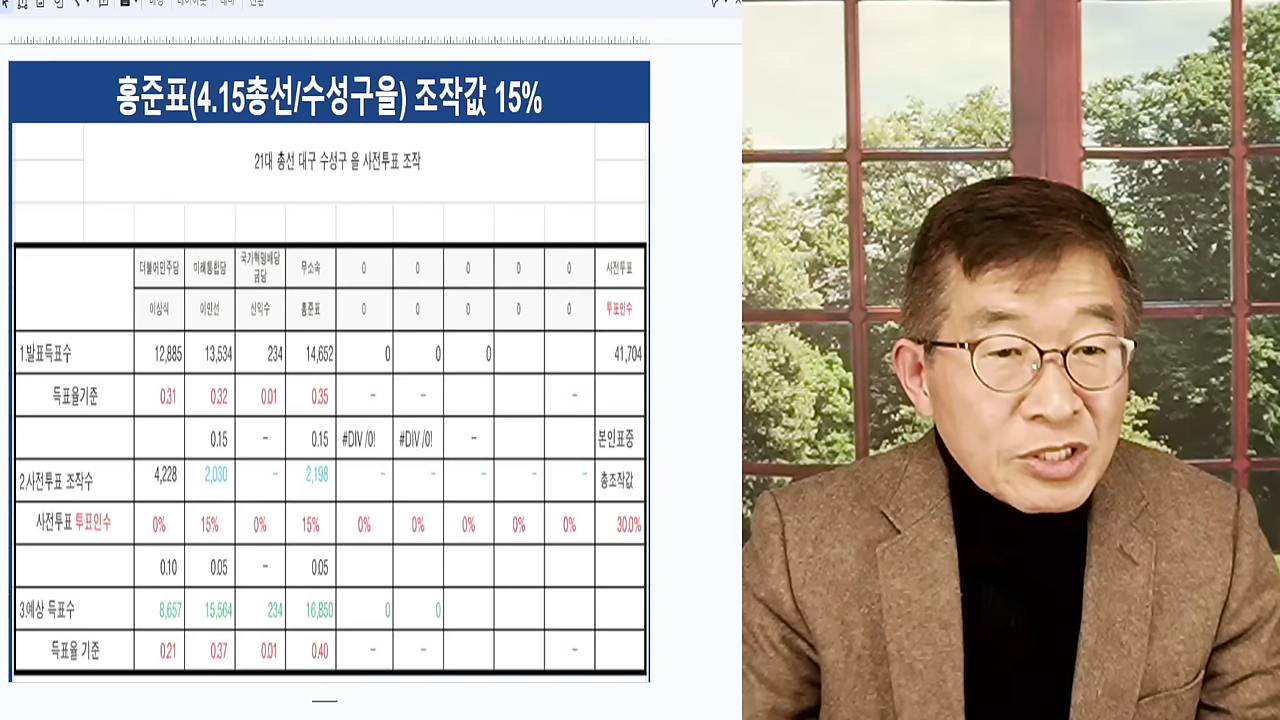 홍준표(4.15총선/수성구을) 조작값 15%
21대 총선 대구 수성구 을 사전투표 조작
더불어민주당 미래통합당 국가혁명배당금당 무소속 0 0 0 0 0 사전투표
이상식 이인선 신익수 홍준표 0 0 0 0 0 투표인수
1.발표득표수 12,885 13,534 234 14,652 0 0 0 41,704
득표율기준 0.31 0.32 0.01 0.35 - - -
0.15 - 0.15 #DIV/0! #DIV/0! - 본인표중
2.사전투표 조작수 4,228 2,030 - 2,198 - - - - - 총조작값
사전투표 투표인수 0% 15% 0% 15% 0% 0% 0% 0% 0% 30.0%
0.10 0.05 - 0.05
3.예상 득표수 8,657 15,564 234 16,850 0 0
득표율 기준 0.21 0.37 0.01 0.40 - - -